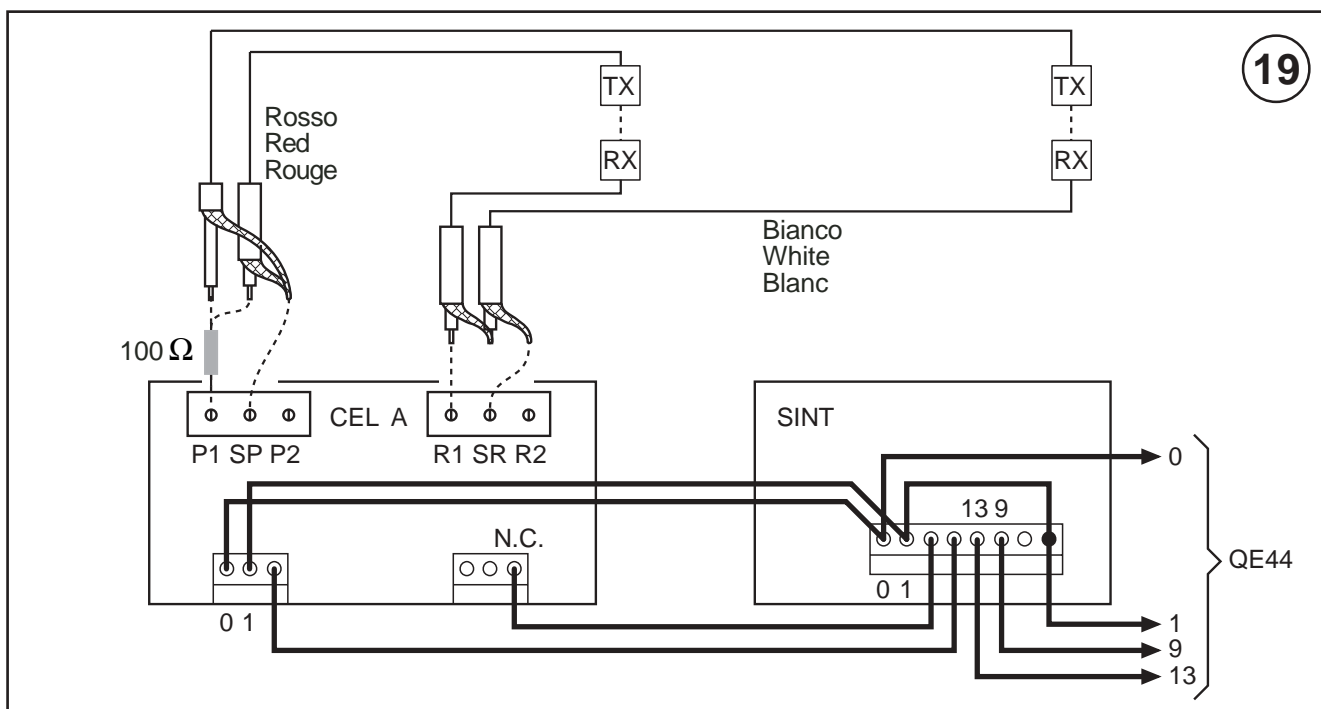 19
TX
TX
Rosso
Red
Rouge
RX
RX
Bianco
White
Blanc
100 Ω
CEL A
SINT
P1 SP P2
R1 SR R2
0
13 9
N.C.
QE44
0 1
0 1
1
9
13